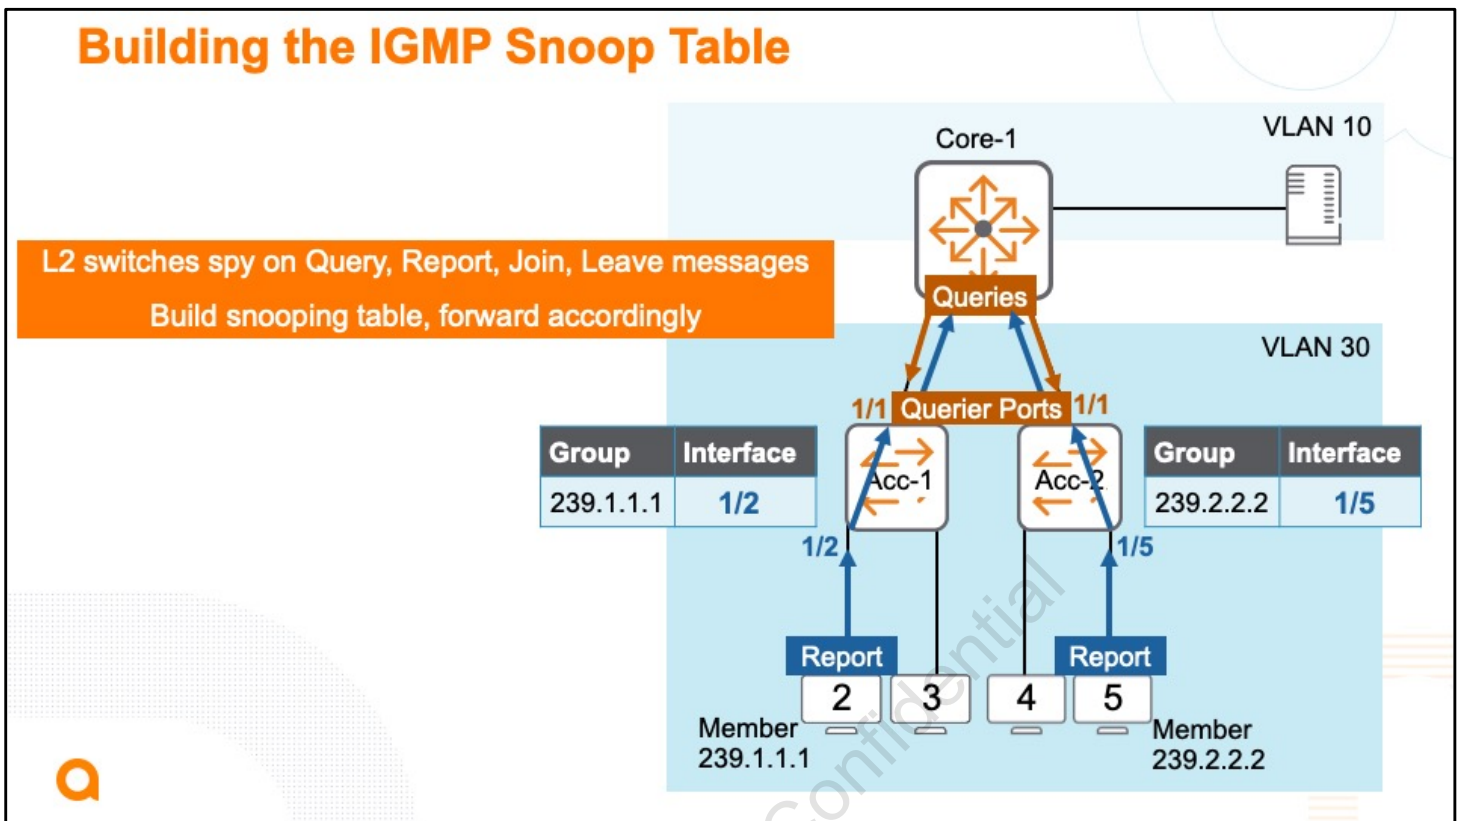 Building the IGMP Snoop Table
VLAN 10
Core-1
L2 switches spy on Query, Report, Join, Leave messages
Build snooping table, forward accordingly
Queries
VLAN 30
1/1 Querier Ports 1/1
Group Interface
239.1.1.1 1/2
Acc-1
Acc-2
Group Interface
239.2.2.2 1/5
1/2
1/5
Report
Report
2
3
4
5
Member
239.1.1.1
Member
239.2.2.2
Confidential